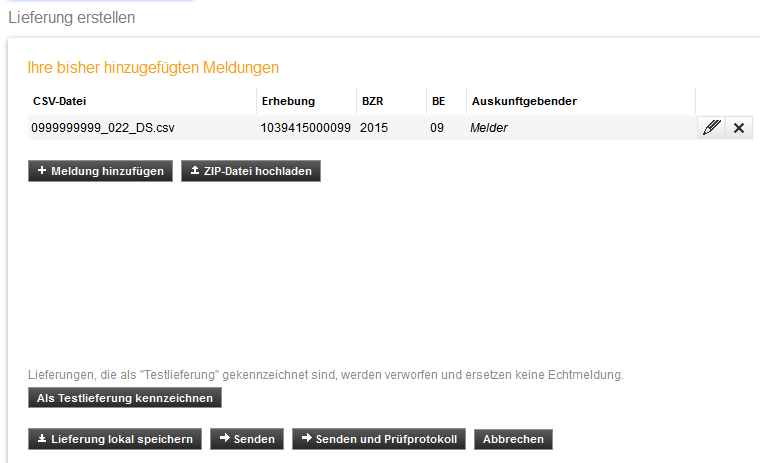 Lieferung erstellen
Ihre bisher hinzugefügten Meldungen
CSV-Datei Erhebung BZR BE Auskunftgebender
0999999999_022_DS.csv 1039415000099 2015 09 Melder
Meldung hinzufügen ZIP-Datei hochladen
Lieferungen, die als "Testlieferung" gekennzeichnet sind, werden verworfen und ersetzen keine Echtmeldung.
Als Testlieferung kennzeichnen
Lieferung lokal speichern Senden Senden und Prüfprotokoll Abbrechen